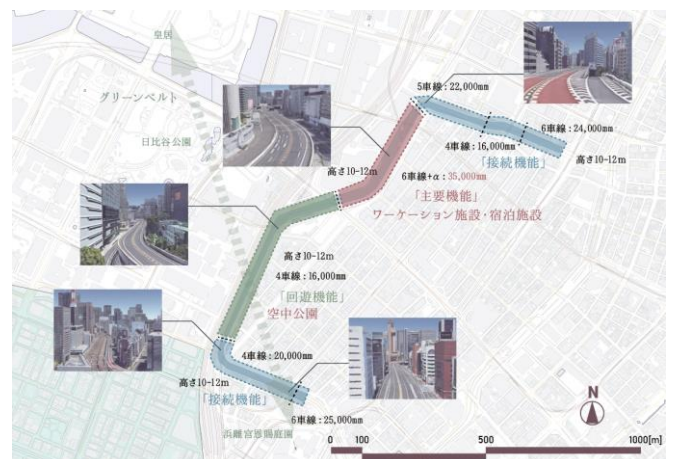 皇居
グリーンベルト
日比谷公園
5車線：22,000mm
6車線：24,000mm
4車線：16,000mm
「接続機能」
高さ10-12m
高さ10-12m
6車線+α：35,000mm
「主要機能」
ワーケーション施設・宿泊施設
高さ10-12m
4車線：16,000mm
「回遊機能」
空中公園
4車線：20,000mm
高さ10-12m
「接続機能」
6車線：25,000mm
浜離宮恩賜庭園
N
0 100 500 1000[m]